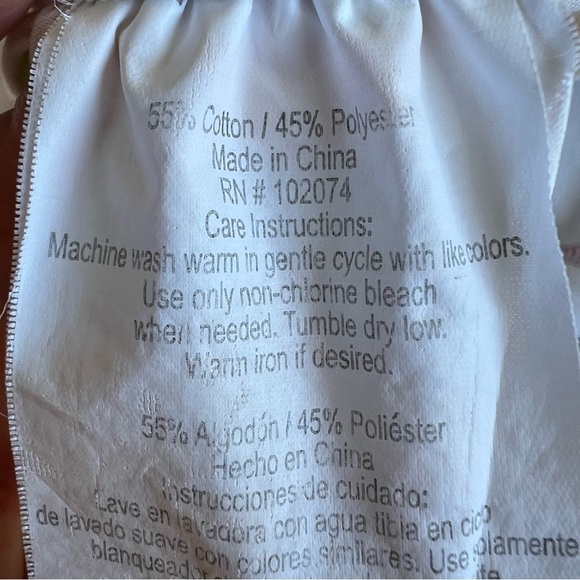 55% Cotton / 45% Polyester
Made in China
RN # 102074
Care Instructions:
Machine wash warm in gentle cycle with like colors.
Use only non-chlorine bleach
when needed. Tumble dry low.
Warm iron if desired.
55% Algodón / 45% Poliéster
Hecho en China
Instrucciones de cuidado:
Lave en lavadora con agua tibia en ciclo
de lavado suave con colores similares. Use
blanqueador